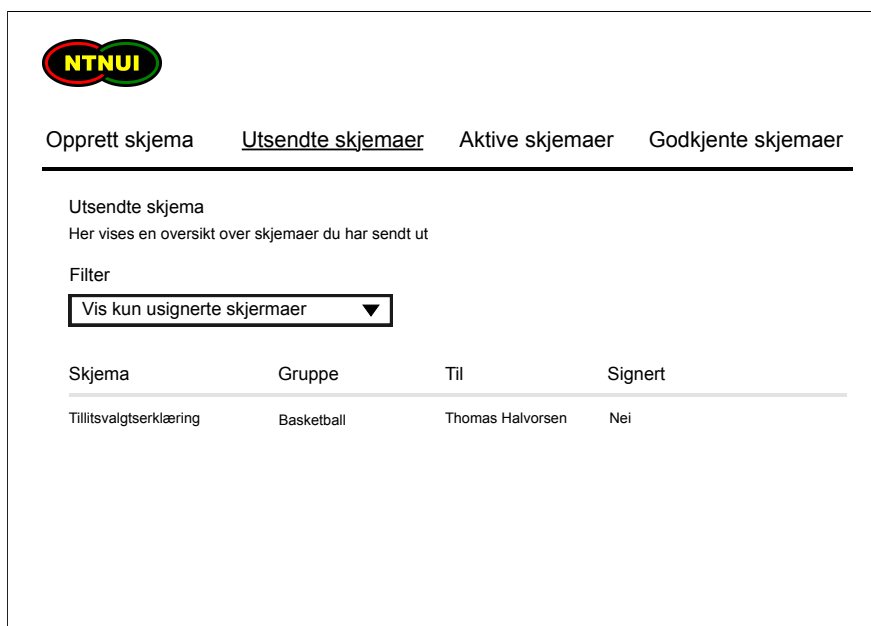 NTNUI
Opprett skjema Utsendte skjemaer Aktive skjemaer Godkjente skjemaer
Utsendte skjema
Her vises en oversikt over skjemaer du har sendt ut
Filter
Vis kun usignerte skjermaer
Skjema Gruppe Til Signert
Tillitsvalgtserklæring Basketball Thomas Halvorsen Nei